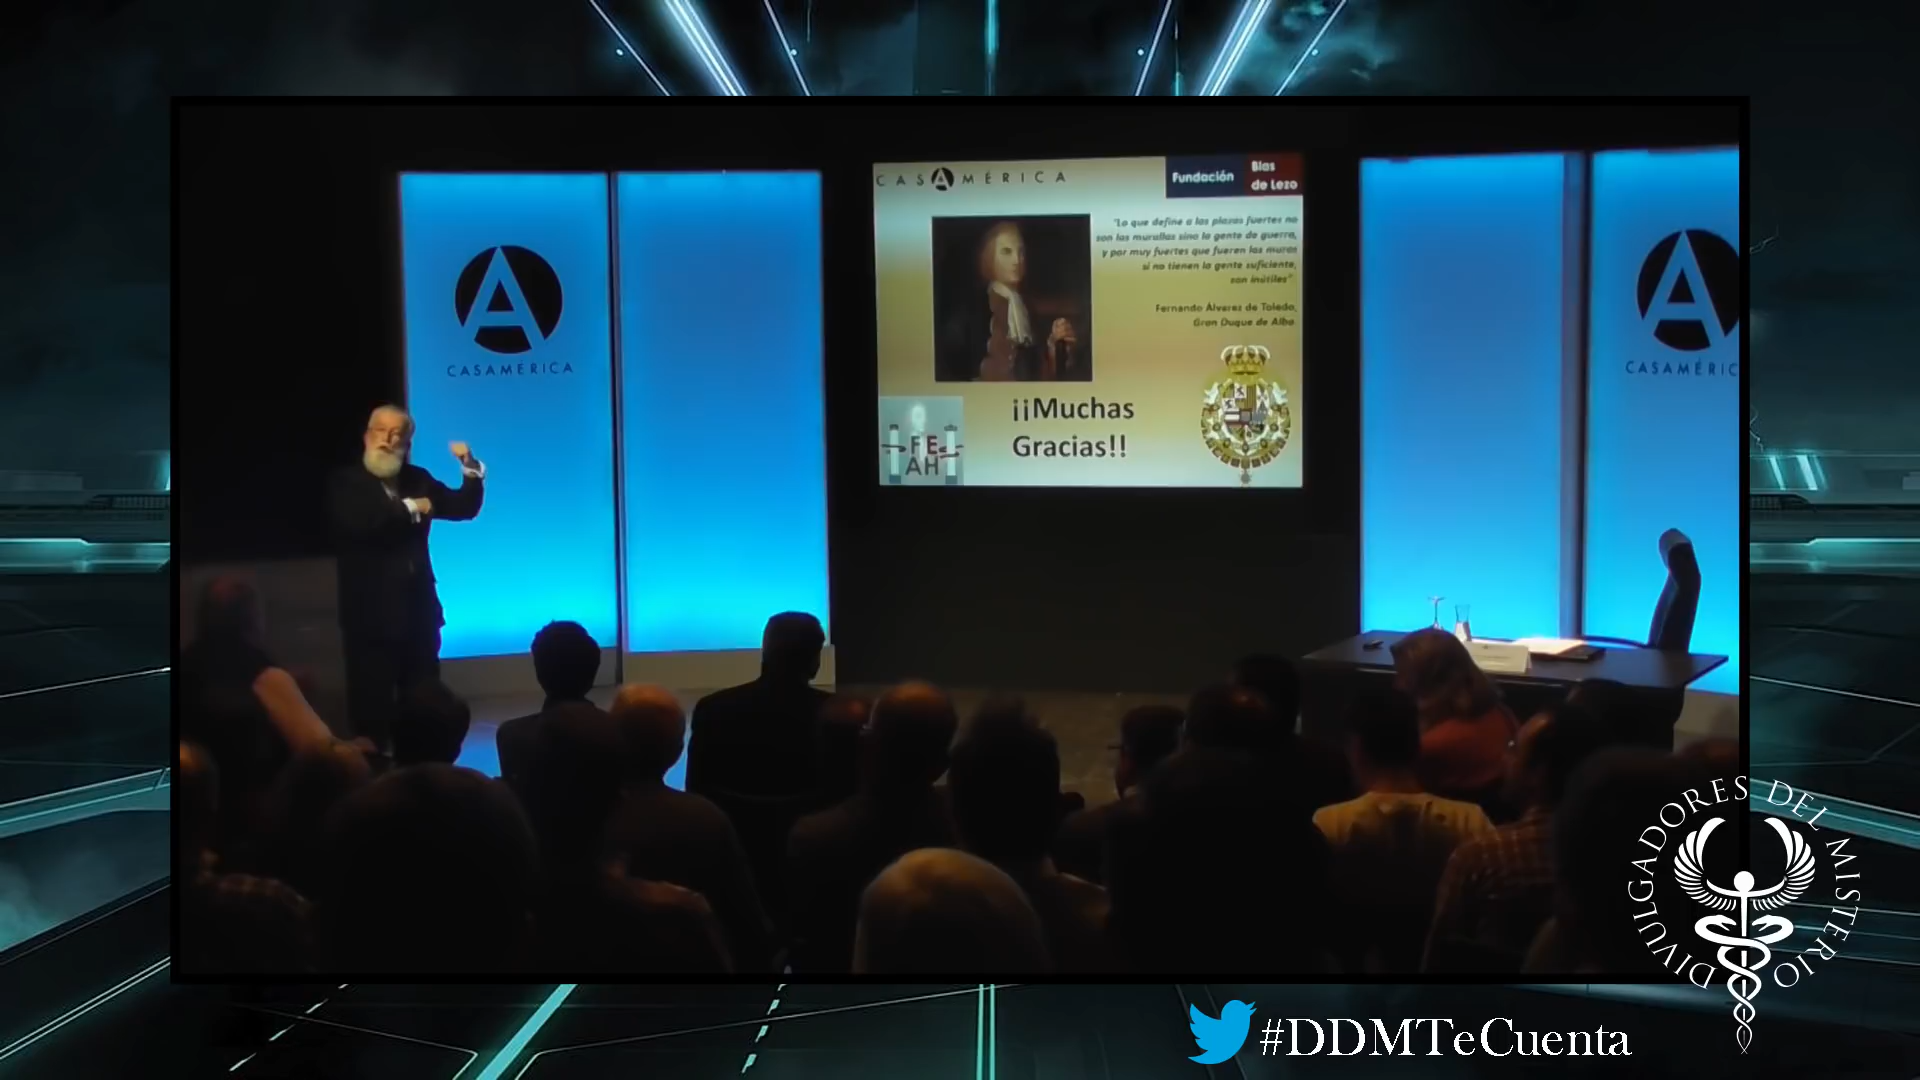 CASAMÉRICA
Fundación
Blas
de Lezo
"Lo que define a las plazas fuertes no
son las murallas sino la gente de guerra,
y por muy fuertes que fueren los muros
si no tienen la gente suficiente,
son inútiles".
Fernando Álvarez de Toledo,
Gran Duque de Alba
¡¡Muchas
Gracias!!
FE
AH
A
CASAMERICA
A
CASAMÉRIC
DIVULGADORES DEL MISTERIO
#DDMTeCuenta